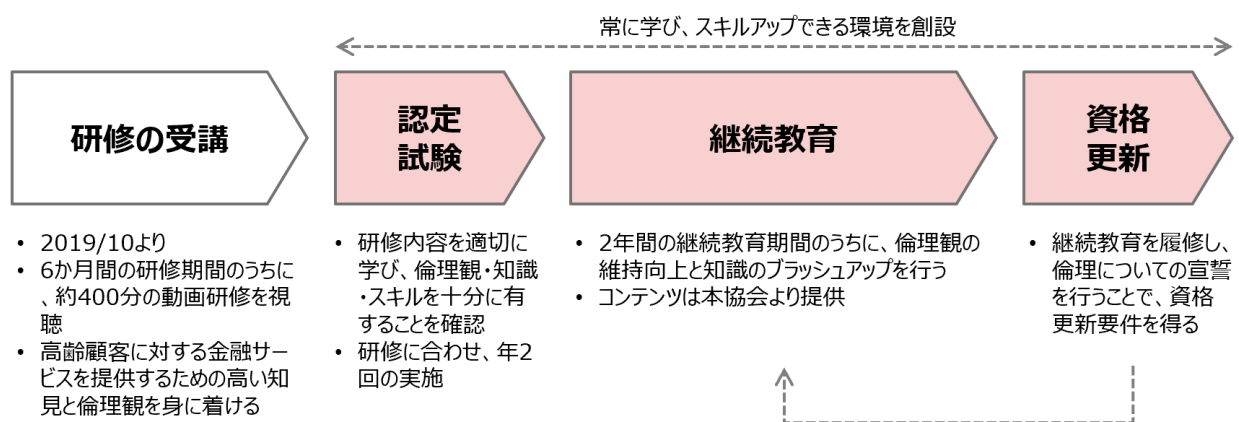 常に学び、スキルアップできる環境を創設
研修の受講
認定
試験
継続教育
資格
更新
• 2019/10より
• 6か月間の研修期間のうちに
、約400分の動画研修を視
聴
• 高齢顧客に対する金融サー
ビスを提供するための高い知
見と倫理観を身に着ける
• 研修内容を適切に
学び、倫理観・知識
・スキルを十分に有
することを確認
• 研修に合わせ、年2
回の実施
• 2年間の継続教育期間のうちに、倫理観の
維持向上と知識のブラッシュアップを行う
• コンテンツは本協会より提供
• 継続教育を履修し、
倫理についての宣誓
を行うことで、資格
更新要件を得る